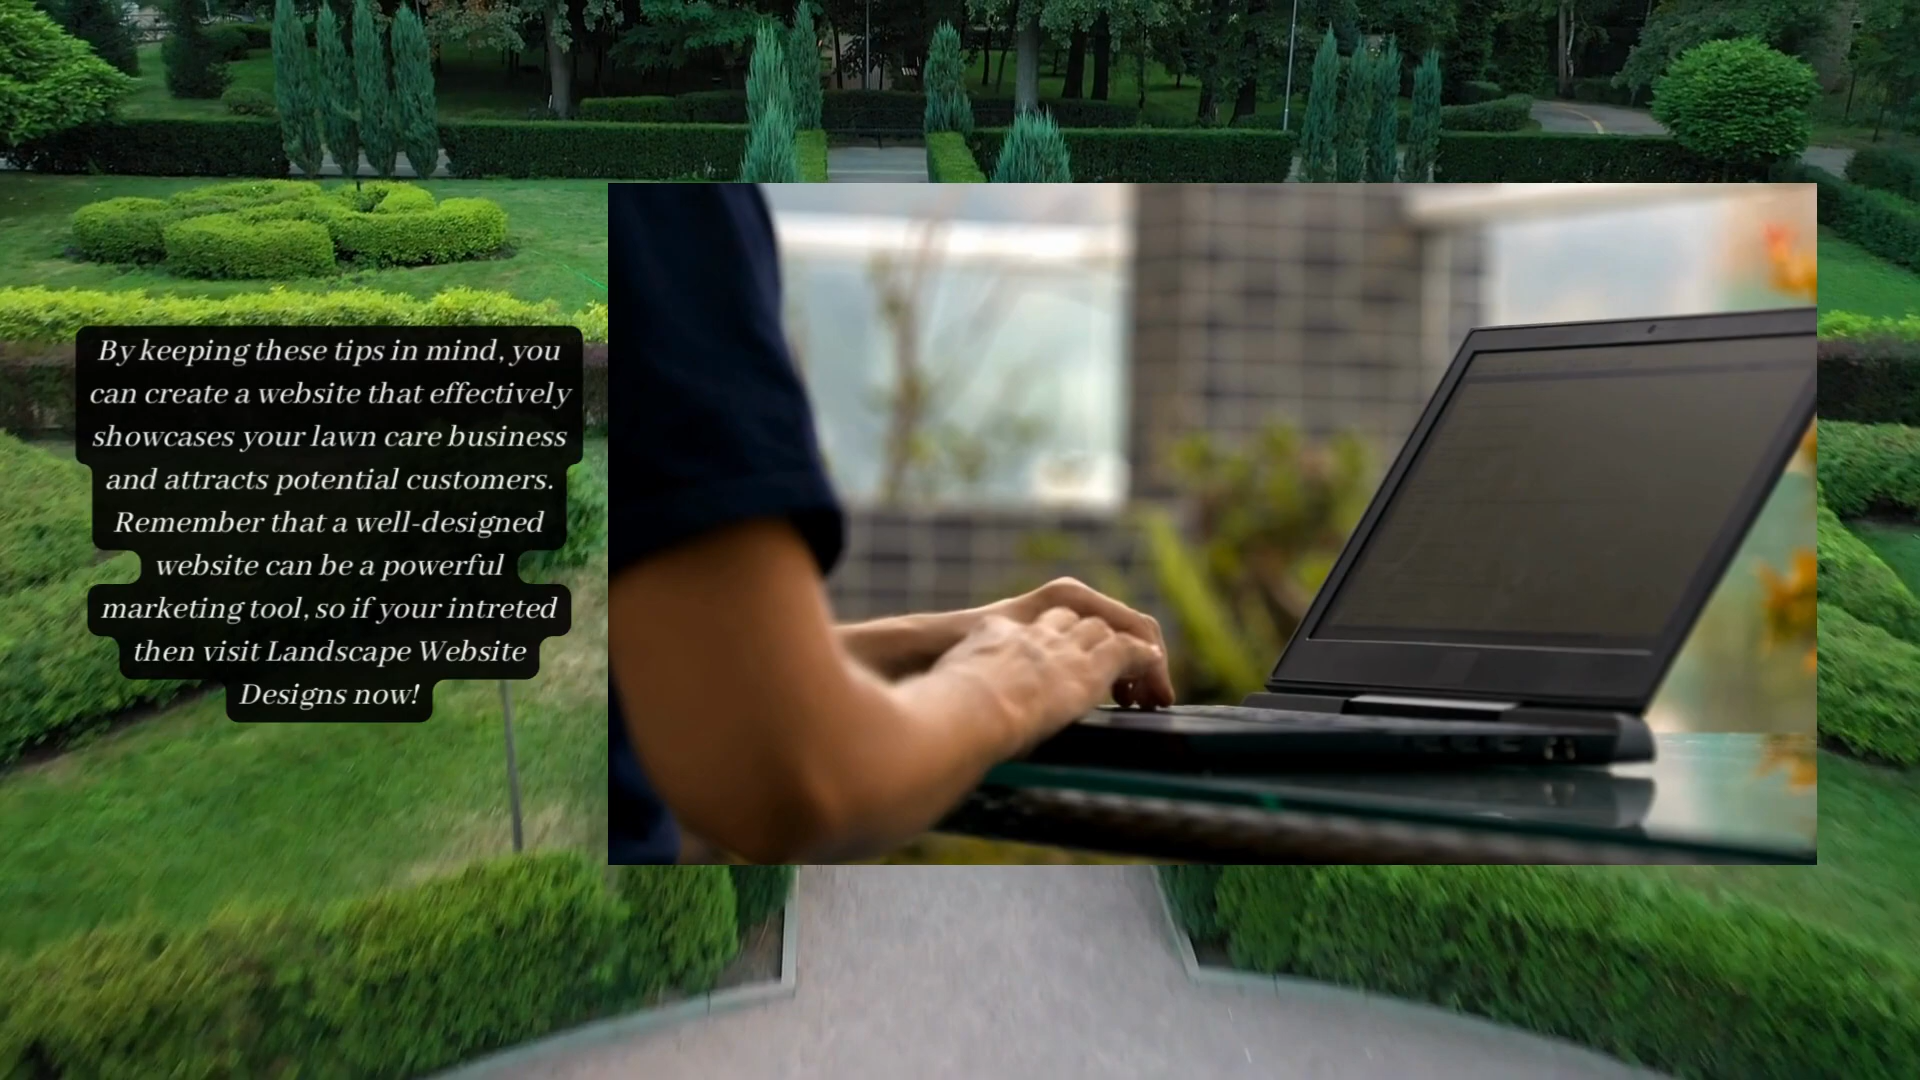 By keeping these tips in mind, you
can create a website that effectively
showcases your lawn care business
and attracts potential customers.
Remember that a well-designed
website can be a powerful
marketing tool, so if your intreted
then visit Landscape Website
Designs now!